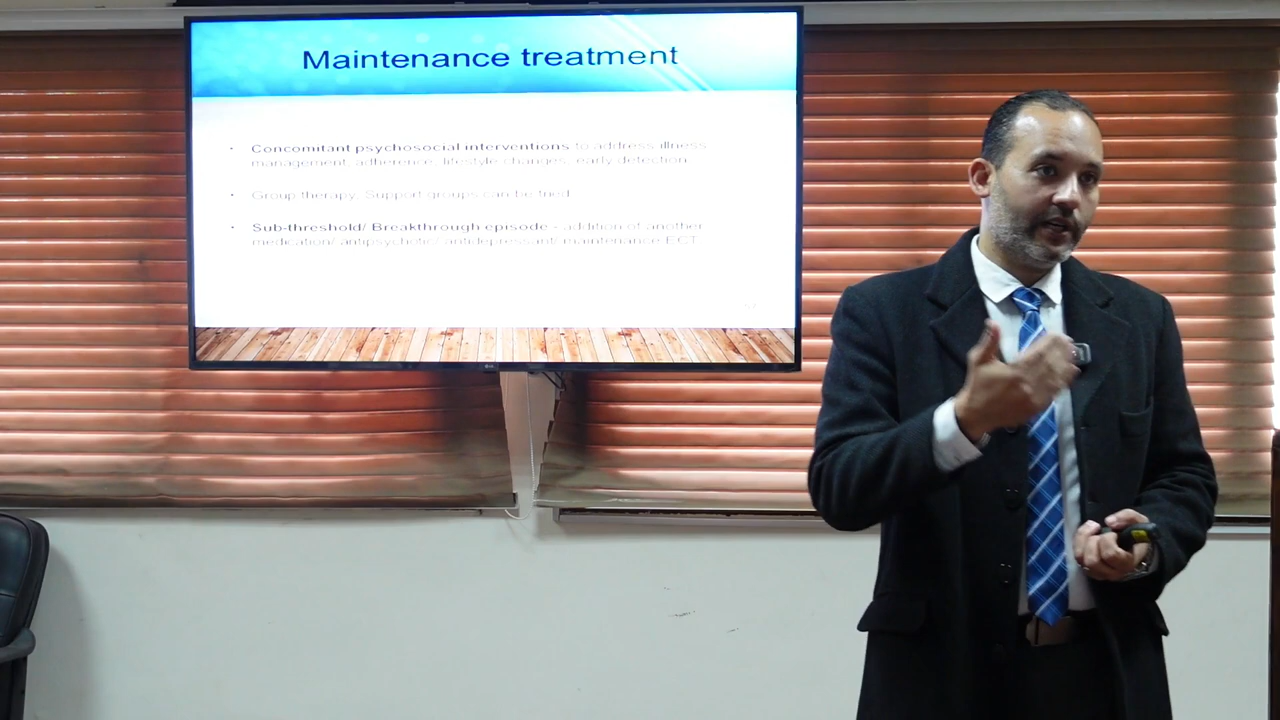 Maintenance treatment
• Concomitant psychosocial interventions to address illness
management, adherence, lifestyle changes, early detection
• Group therapy, Support groups can be tried
• Sub-threshold/ Breakthrough episode - addition of another
medication/ antipsychotic/ antidepressant/ maintenance ECT
LG